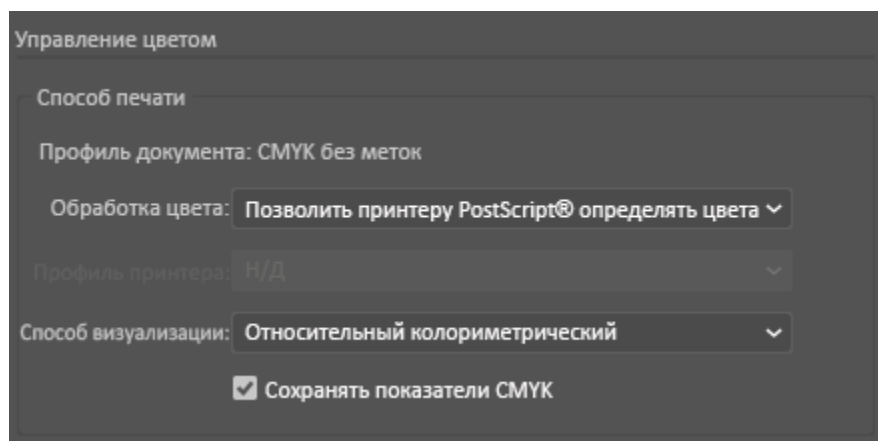 Управление цветом
Способ печати
Профиль документа: CMYK без меток
Обработка цвета: Позволить принтеру PostScript® определять цвета
Профиль принтера: Н/Д
Способ визуализации: Относительный колориметрический
Сохранять показатели CMYK